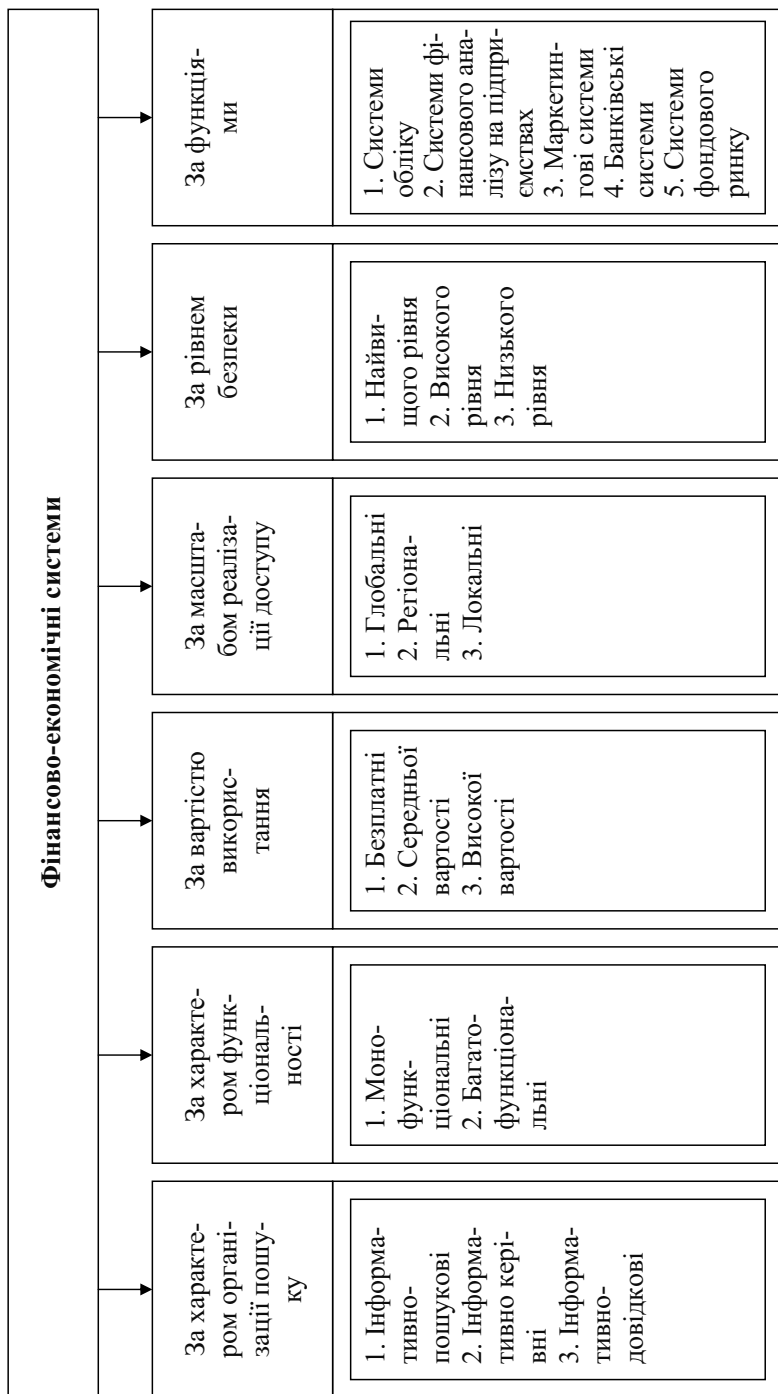 Фінансово-економічні системи
За характе-
ром органі-
зації пошу-
ку
1. Інформа-
тивно-
пошукові
2. Інформа-
тивно кері-
вні
3. Інформа-
тивно-
довідкові
За характе-
ром функ-
ціональ-
ності
1. Моно-
функ-
ціональні
2. Багато-
функціона-
льні
За вартістю
використ-
тання
1. Безплатні
2. Середньої
вартості
3. Високої
вартості
За масшта-
бом реаліза-
ції доступу
1. Глобальні
2. Регіона-
льні
3. Локальні
За рівнем
безпеки
1. Найви-
щого рівня
2. Високого
рівня
3. Низького
рівня
За функція-
ми
1. Системи
обліку
2. Системи фі-
нансового ана-
лізу на підпри-
ємствах
3. Маркетин-
гові системи
4. Банківські
системи
5. Системи
фондового
ринку